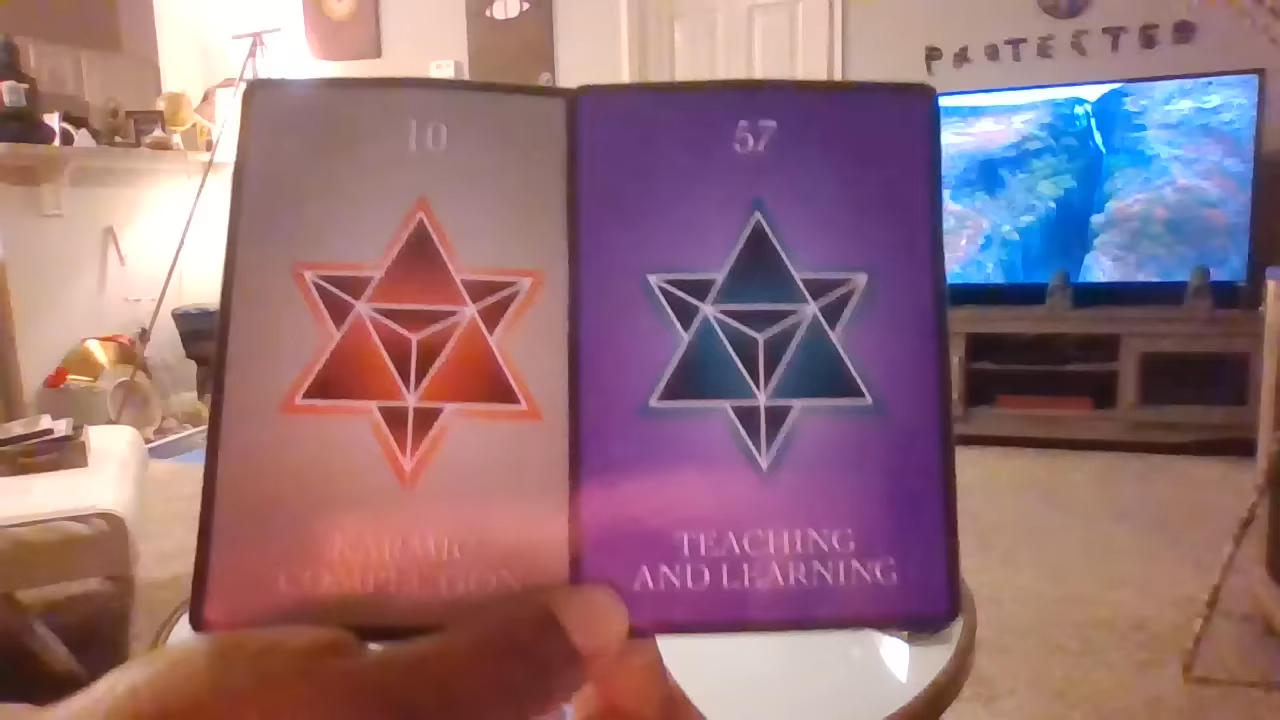 PROTECTED
10
57
KARMIC
COMPLETION
TEACHING
AND LEARNING